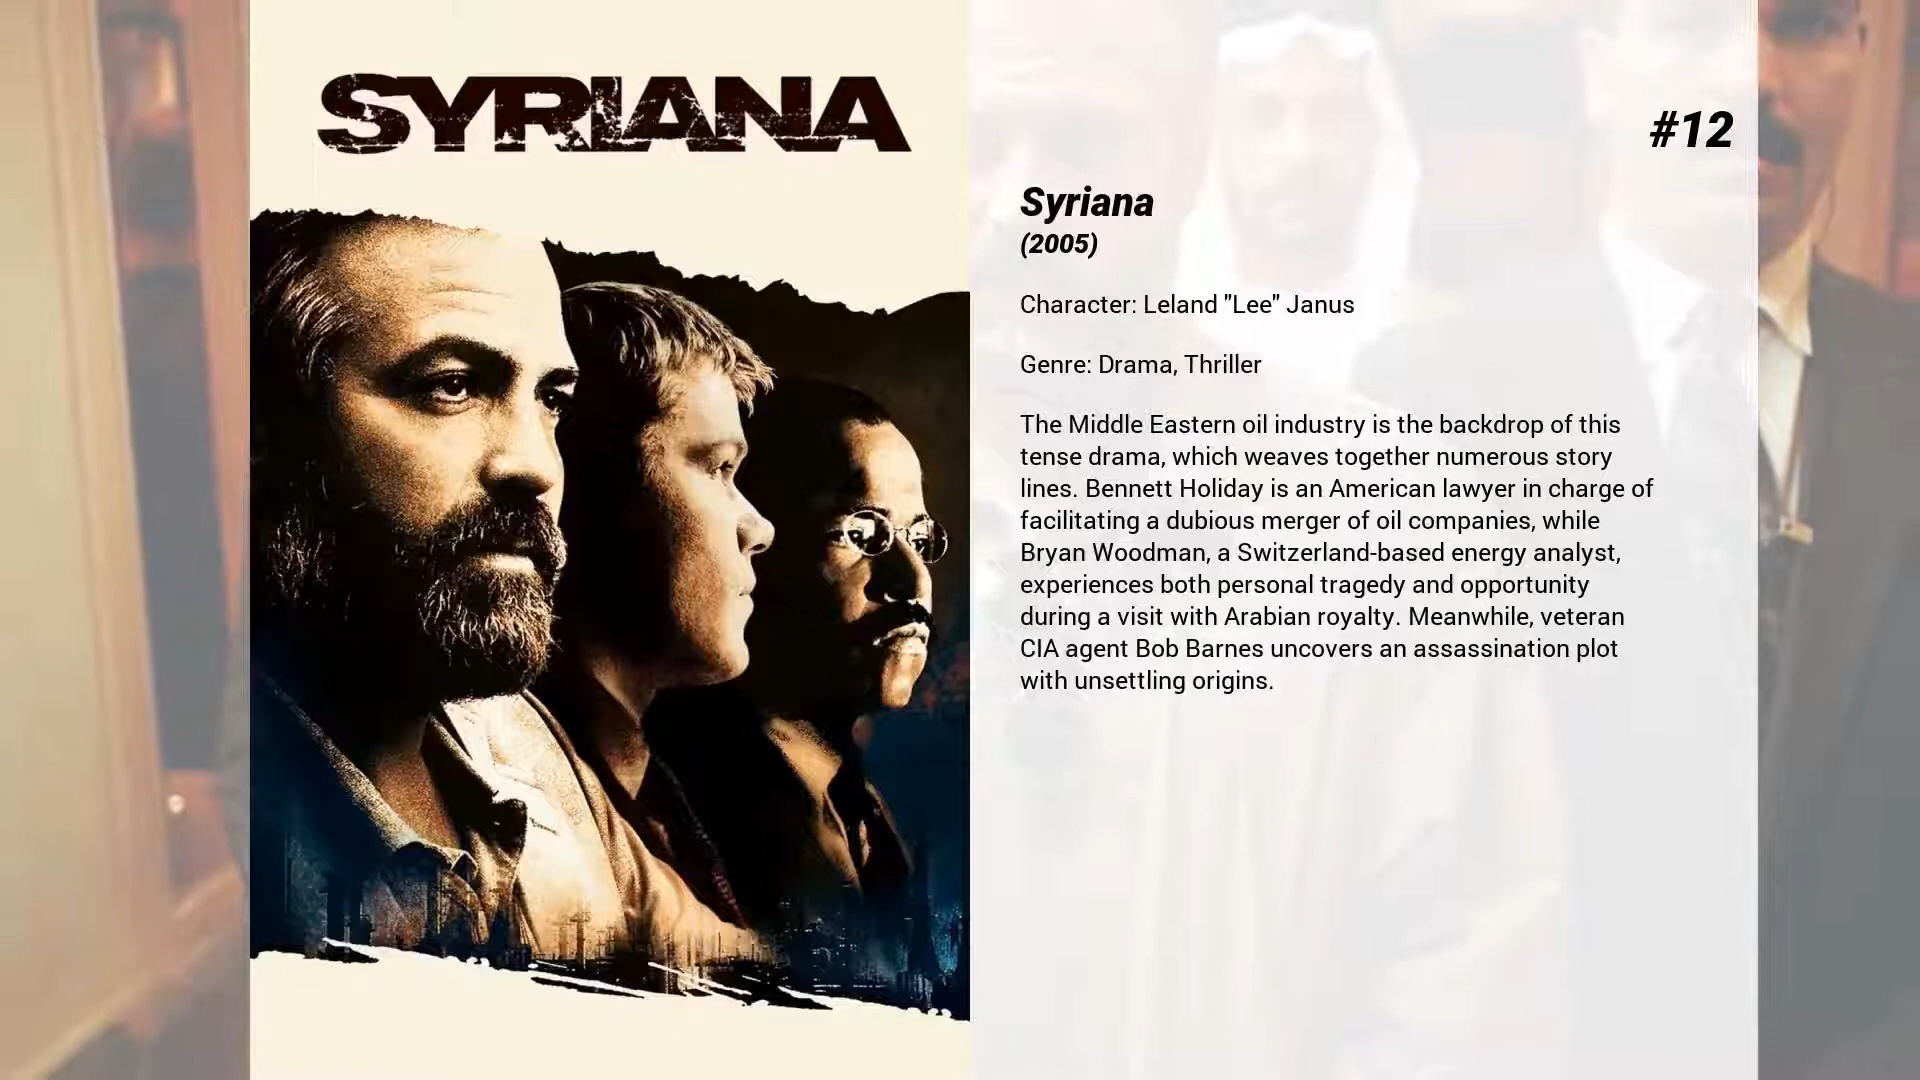 SYRIANA
#12
Syriana
(2005)
Character: Leland "Lee" Janus
Genre: Drama, Thriller
The Middle Eastern oil industry is the backdrop of this
tense drama, which weaves together numerous story
lines. Bennett Holiday is an American lawyer in charge of
facilitating a dubious merger of oil companies, while
Bryan Woodman, a Switzerland-based energy analyst,
experiences both personal tragedy and opportunity
during a visit with Arabian royalty. Meanwhile, veteran
CIA agent Bob Barnes uncovers an assassination plot
with unsettling origins.